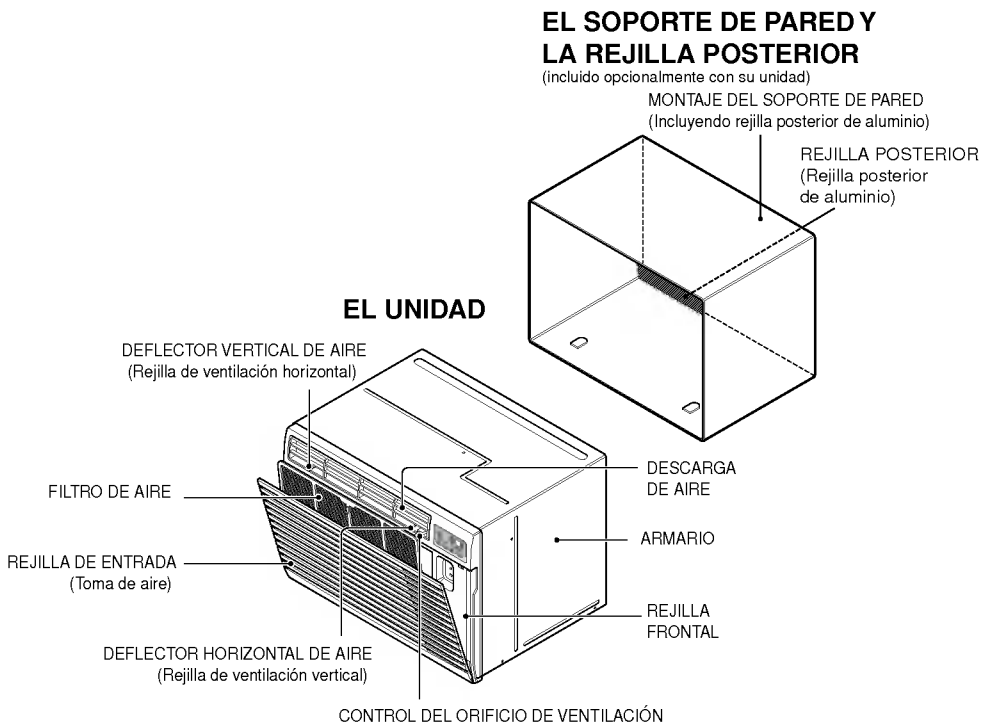 EL SOPORTE DE PARED Y
LA REJILLA POSTERIOR
(incluido opcionalmente con su unidad)
MONTAJE DEL SOPORTE DE PARED
(Incluyendo rejilla posterior de aluminio)
REJILLA POSTERIOR
(Rejilla posterior
de aluminio)
EL UNIDAD
DEFLECTOR VERTICAL DE AIRE
(Rejilla de ventilación horizontal)
FILTRO DE AIRE
REJILLA DE ENTRADA
(Toma de aire)
DEFLECTOR HORIZONTAL DE AIRE
(Rejilla de ventilación vertical)
CONTROL DEL ORIFICIO DE VENTILACIÓN
DESCARGA
DE AIRE
ARMARIO
REJILLA
FRONTAL